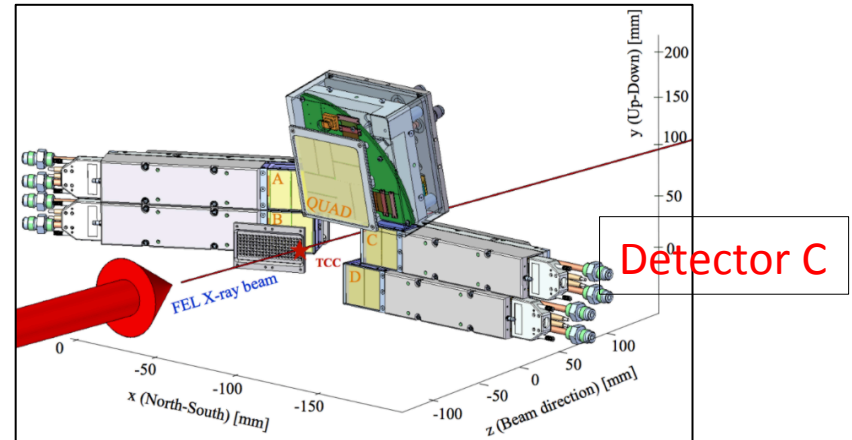 200
150
100
50
0
y (Up-Down) [mm]
A
B
QUAD
C
D
TCC
FEL X-ray beam
Detector C
0
-50
-100
-150
x (North-South) [mm]
-100
-50
0
50
100
z (Beam direction) [mm]